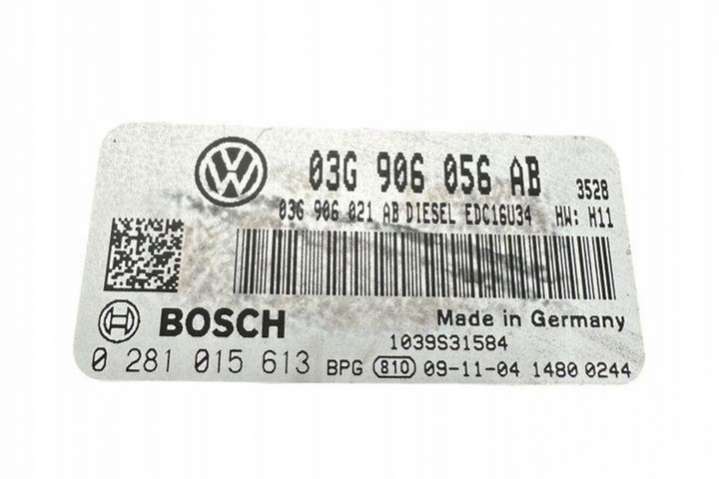 03G 906 056 AB 3528
03G 906 021 AB DIESEL EDC16U34 HW: H11
BOSCH
Made in Germany
1039S31584
0 281 015 613 BPG 810 09-11-04 1480 0244